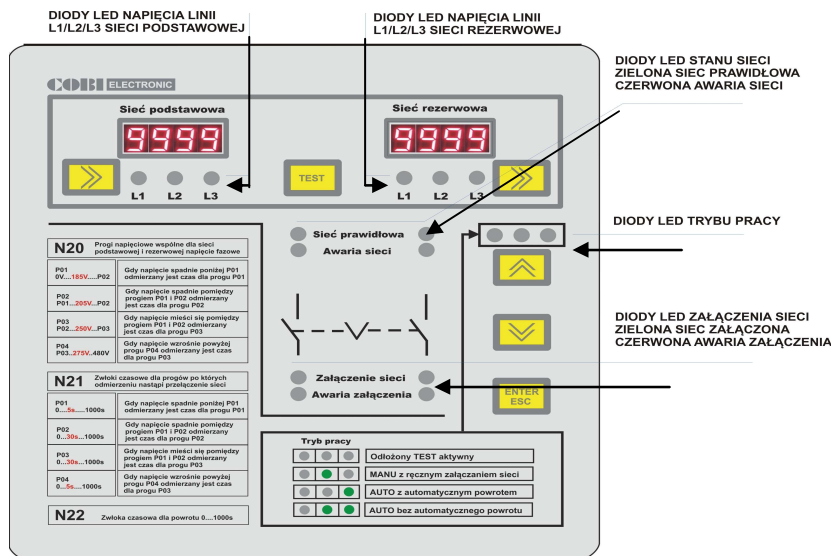 DIODY LED NAPIĘCIA LINII
L1/L2/L3 SIECI PODSTAWOWEJ
DIODY LED NAPIĘCIA LINII
L1/L2/L3 SIECI REZERWOWEJ
DIODY LED STANU SIECI
ZIELONA SIEC PRAWIDŁOWA
CZERWONA AWARIA SIECI
COBI ELECTRONIC
Sieć podstawowa
Sieć rezerwowa
9999
9999
TEST
L1 L2 L3
L1 L2 L3
DIODY LED TRYBU PRACY
Sieć prawidłowa
Awaria sieci
N20 Progi napięciowe wspólne dla sieci
podstawowej i rezerwowej napięcie fazowe
P01
0V....185V.....P02
Gdy napięcie spadnie poniżej P01
odmierzany jest czas dla progu P01
P02
P01...205V...P02
Gdy napięcie spadnie pomiędzy
progiem P01 i P02 odmierzany
jest czas dla progu P02
P03
P02...250V...P03
Gdy napięcie mieści się pomiędzy
progiem P01 i P02 odmierzany
jest czas dla progu P03
P04
P03..275V..480V
Gdy napięcie wzrośnie powyżej
progu P04 odmierzany jest czas
dla progu P03
DIODY LED ZAŁĄCZENIA SIECI
ZIELONA SIEC ZAŁĄCZONA
CZERWONA AWARIA ZAŁĄCZENIA
Załączenie sieci
Awaria załączenia
ENTER
ESC
N21 Zwłoki czasowe dla progów po których
odmierzeniu nastąpi przełączenie sieci
P01
0....5s.....1000s
Gdy napięcie spadnie poniżej P01
odmierzany jest czas dla progu P01
P02
0...30s...1000s
Gdy napięcie spadnie pomiędzy
progiem P01 i P02 odmierzany
jest czas dla progu P02
P03
0...30s...1000s
Gdy napięcie mieści się pomiędzy
progiem P01 i P02 odmierzany
jest czas dla progu P03
P04
0...5s....1000s
Gdy napięcie wzrośnie powyżej
progu P04 odmierzany jest czas
dla progu P03
N22 Zwłoka czasowa dla powrotu 0....1000s
Tryb pracy
Odłożony TEST aktywny
MANU z ręcznym załączaniem sieci
AUTO z automatycznym powrotem
AUTO bez automatycznego powrotu